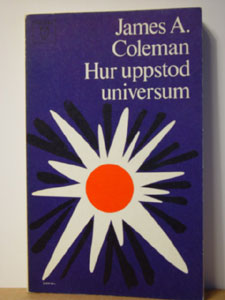 James A.
Coleman
Hur uppstod
universum